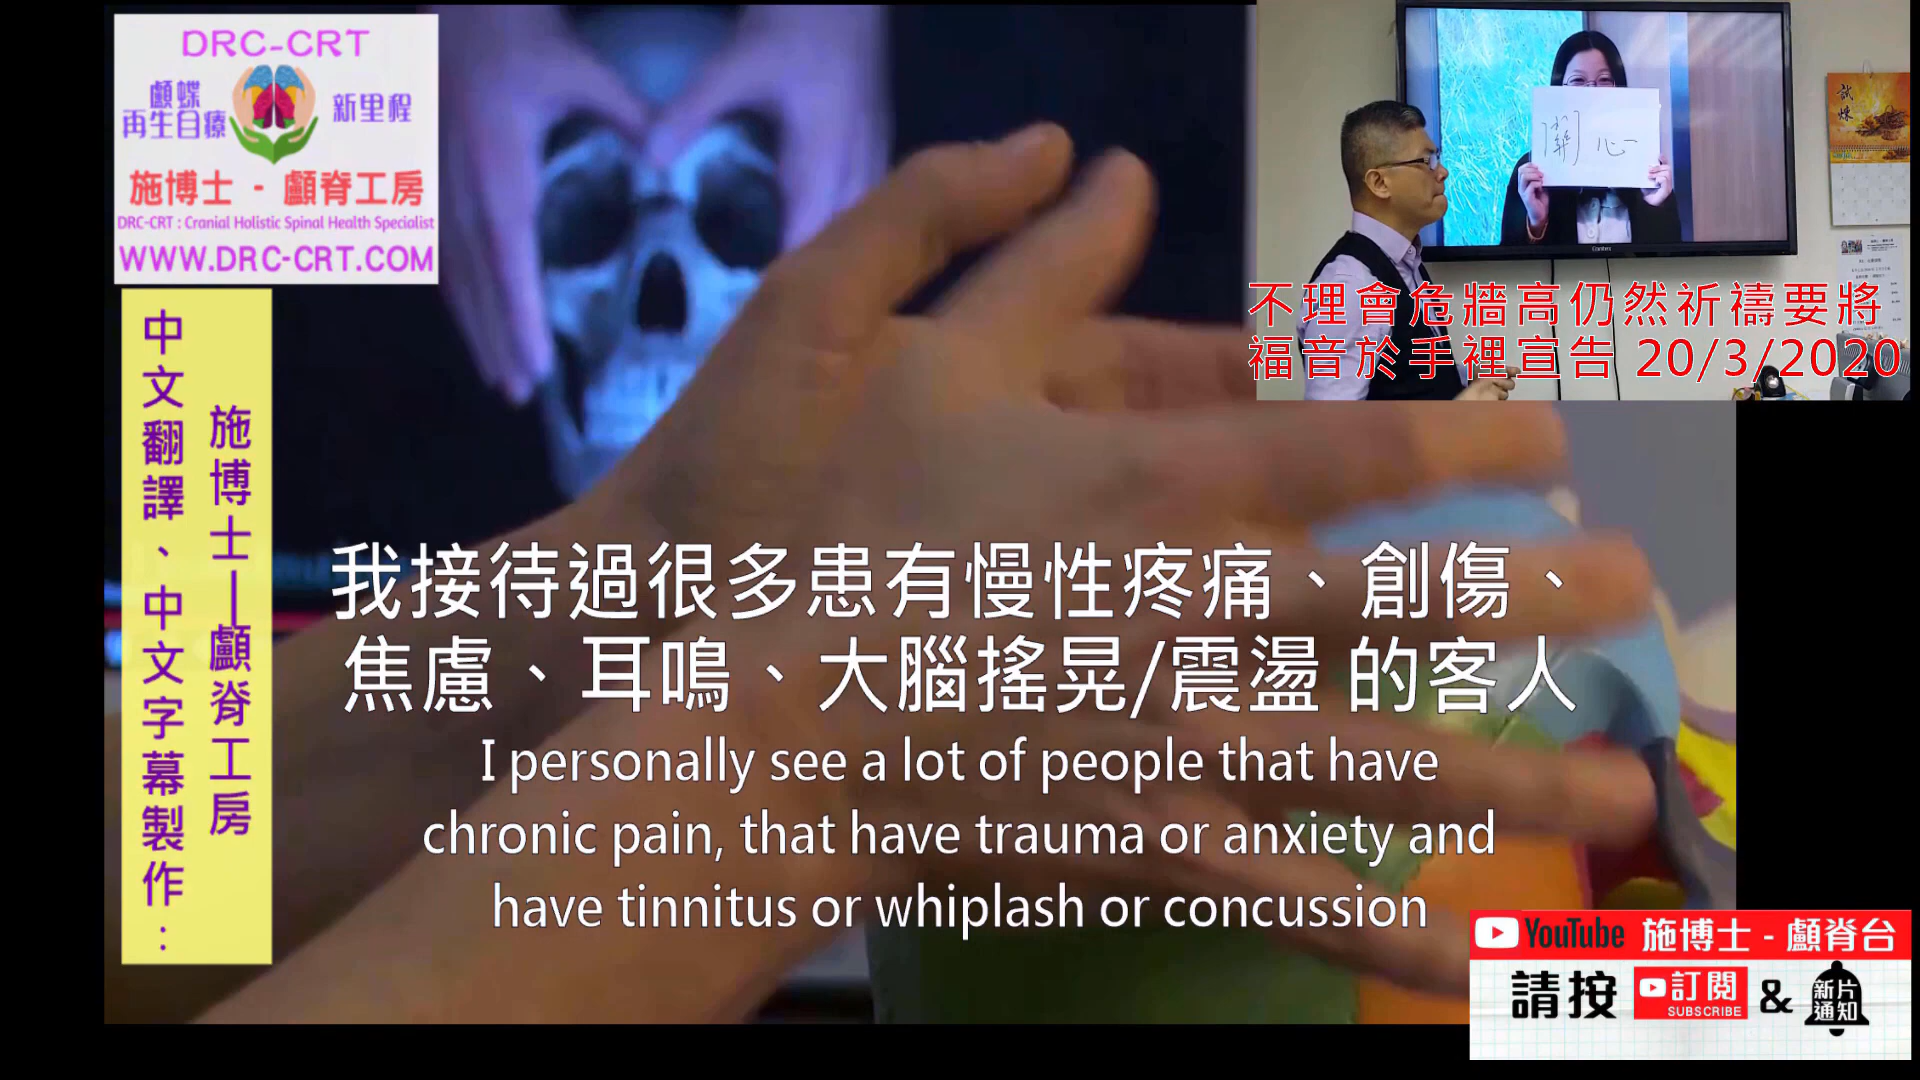 DRC-CRT
顱蝶
再生自療
新里程
施博士 - 顱脊工房
DRC-CRT : Cranial Holistic Spinal Health Specialist
WWW.DRC-CRT.COM
中文翻譯、中文字幕製作：
施博士—顱脊工房
關心
試煉
Contex
不理會危牆高仍然祈禱要將
福音於手裡宣告 20/3/2020
我接待過很多患有慢性疼痛、創傷、
焦慮、耳鳴、大腦搖晃/震盪 的客人
I personally see a lot of people that have
chronic pain, that have trauma or anxiety and
have tinnitus or whiplash or concussion
YouTube 施博士 - 顱脊台
請按 訂閱 SUBSCRIBE & 新片通知